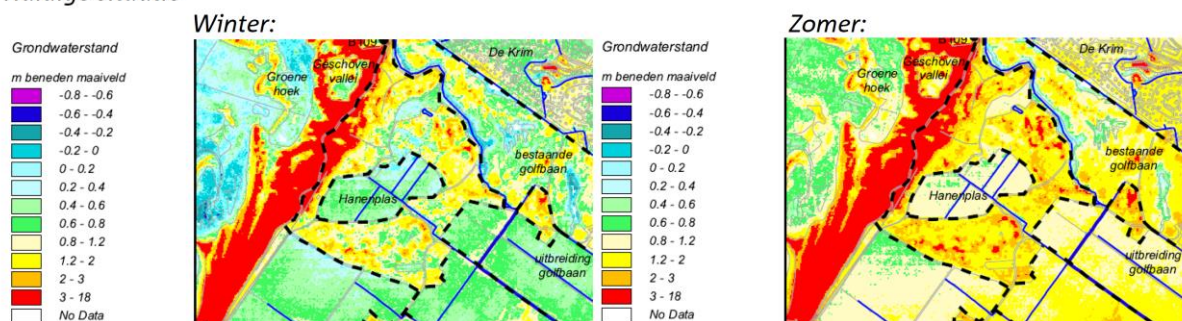 Winter:
Zomer:
Grondwaterstand
m beneden maaiveld
-0.8 - -0.6
-0.6 - -0.4
-0.4 - -0.2
-0.2 - 0
0 - 0.2
0.2 - 0.4
0.4 - 0.6
0.6 - 0.8
0.8 - 1.2
1.2 - 2
2 - 3
3 - 18
No Data
B 109
Geschoven
vallei
Groene
hoek
De Krim
bestaande
golfbaan
Hanenplas
uitbreiding
golfbaan
Grondwaterstand
m beneden maaiveld
-0.8 - -0.6
-0.6 - -0.4
-0.4 - -0.2
-0.2 - 0
0 - 0.2
0.2 - 0.4
0.4 - 0.6
0.6 - 0.8
0.8 - 1.2
1.2 - 2
2 - 3
3 - 18
No Data
B 109
Geschoven
vallei
Groene
hoek
De Krim
bestaande
golfbaan
Hanenplas
uitbreiding
golfbaan